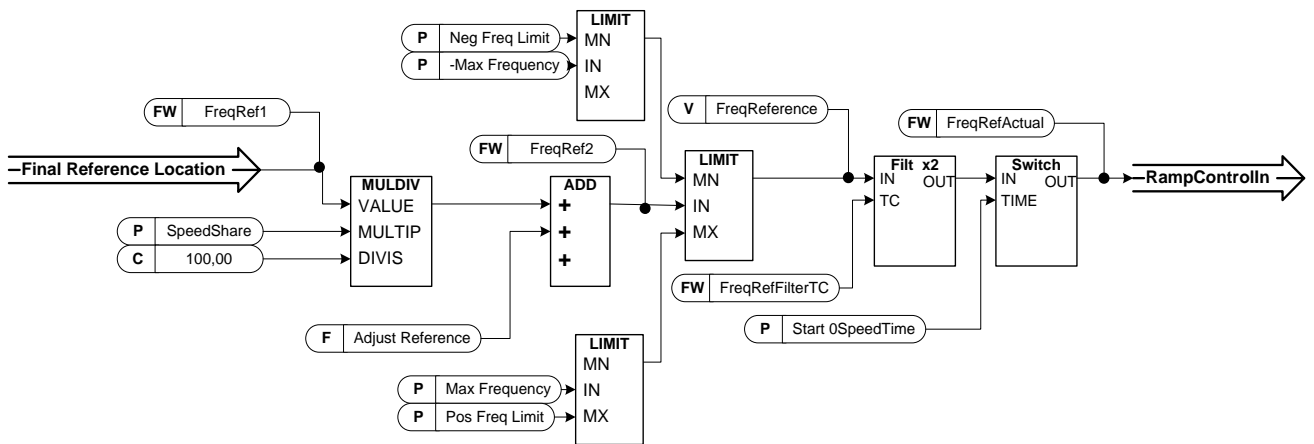 LIMIT
P Neg Freq Limit
MN
P -Max Frequency
IN
MX
FW FreqRef1
V FreqReference
FW FreqRefActual
FW FreqRef2
Final Reference Location
LIMIT
MN
IN
MX
Filt x2
IN OUT
TC
Switch
IN OUT
TIME
RampControlIn
MULDIV
VALUE
MULTIP
DIVIS
ADD
+
+
+
P SpeedShare
C 100,00
FW FreqRefFilterTC
F Adjust Reference
P Start 0SpeedTime
LIMIT
MN
P Max Frequency
IN
P Pos Freq Limit
MX